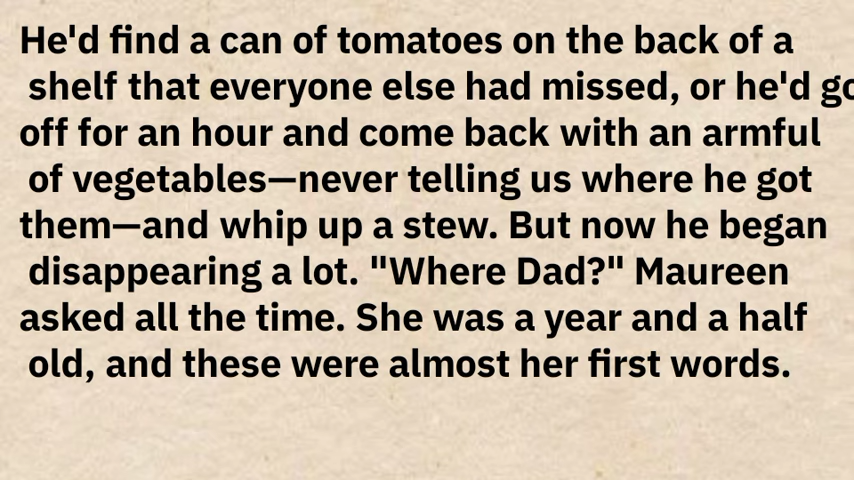 He'd find a can of tomatoes on the back of a
shelf that everyone else had missed, or he'd go
off for an hour and come back with an armful
of vegetables—never telling us where he got
them—and whip up a stew. But now he began
disappearing a lot. "Where Dad?" Maureen
asked all the time. She was a year and a half
old, and these were almost her first words.